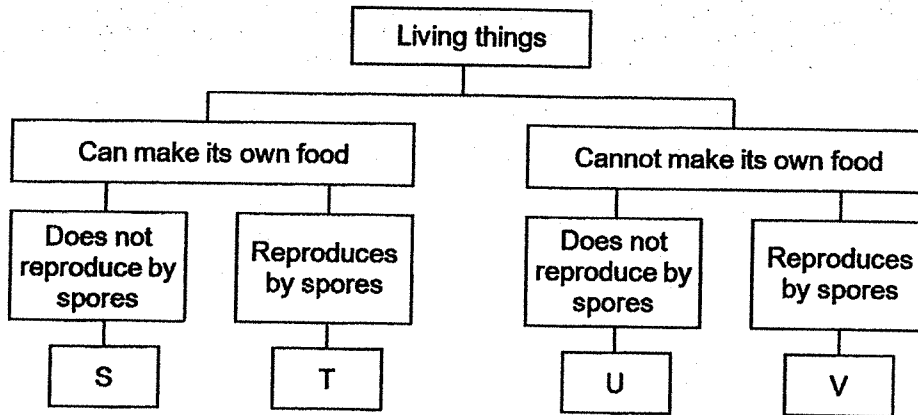 Living things
Can make its own food
Cannot make its own food
Does not
reproduce by
spores
Reproduces
by spores
Does not
reproduce by
spores
Reproduces
by spores
S
T
U
V